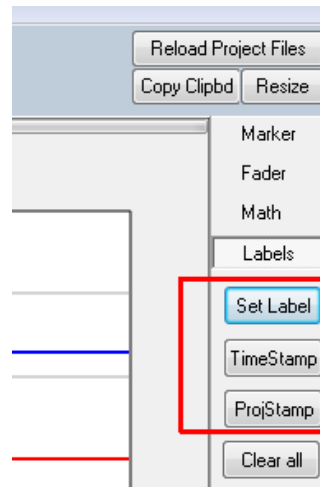 Reload Project Files
Copy Clipbd Resize
Marker
Fader
Math
Labels
Set Label
TimeStamp
ProjStamp
Clear all